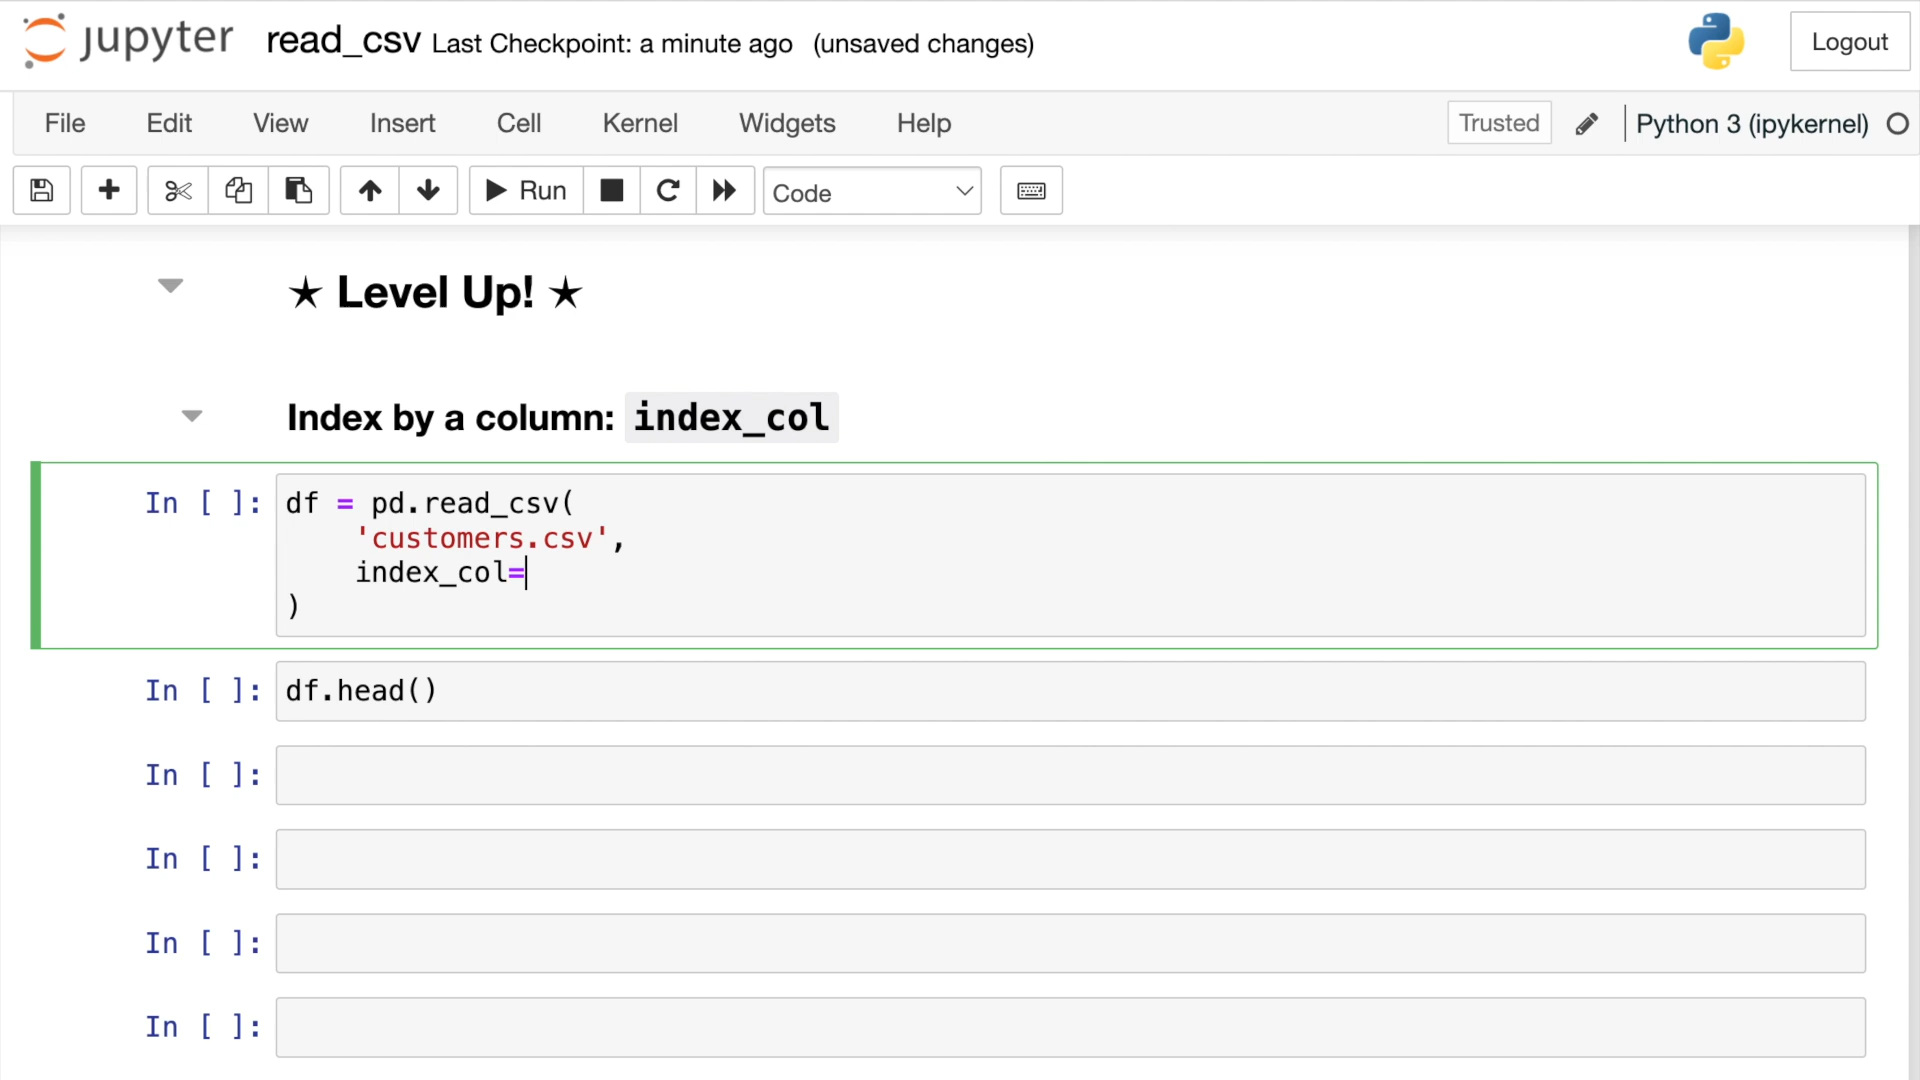 jupyter read_csv Last Checkpoint: a minute ago (unsaved changes) Logout
File Edit View Insert Cell Kernel Widgets Help Trusted Python 3 (ipykernel)
Run Code
★ Level Up! ★
Index by a column: index_col
In [ ]: df = pd.read_csv(
'customers.csv',
index_col=
)
In [ ]: df.head()
In [ ]:
In [ ]:
In [ ]:
In [ ]: